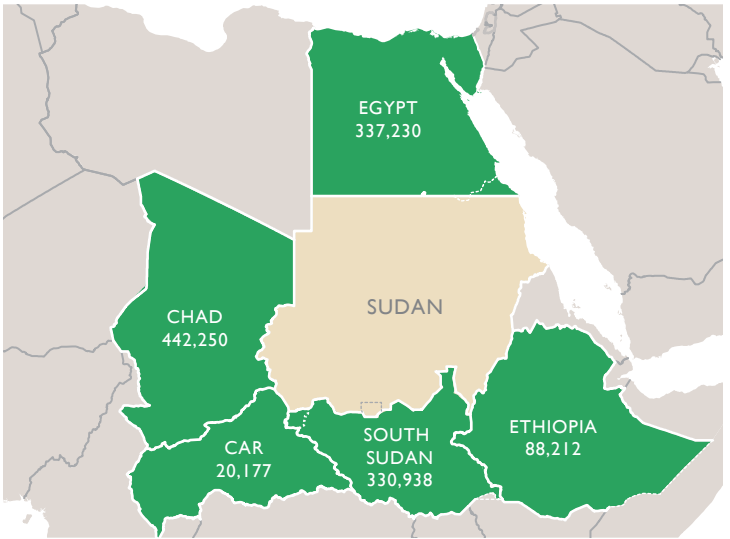 EGYPT
337,230
SUDAN
CHAD
442,250
ETHIOPIA
88,212
SOUTH
SUDAN
330,938
CAR
20,177